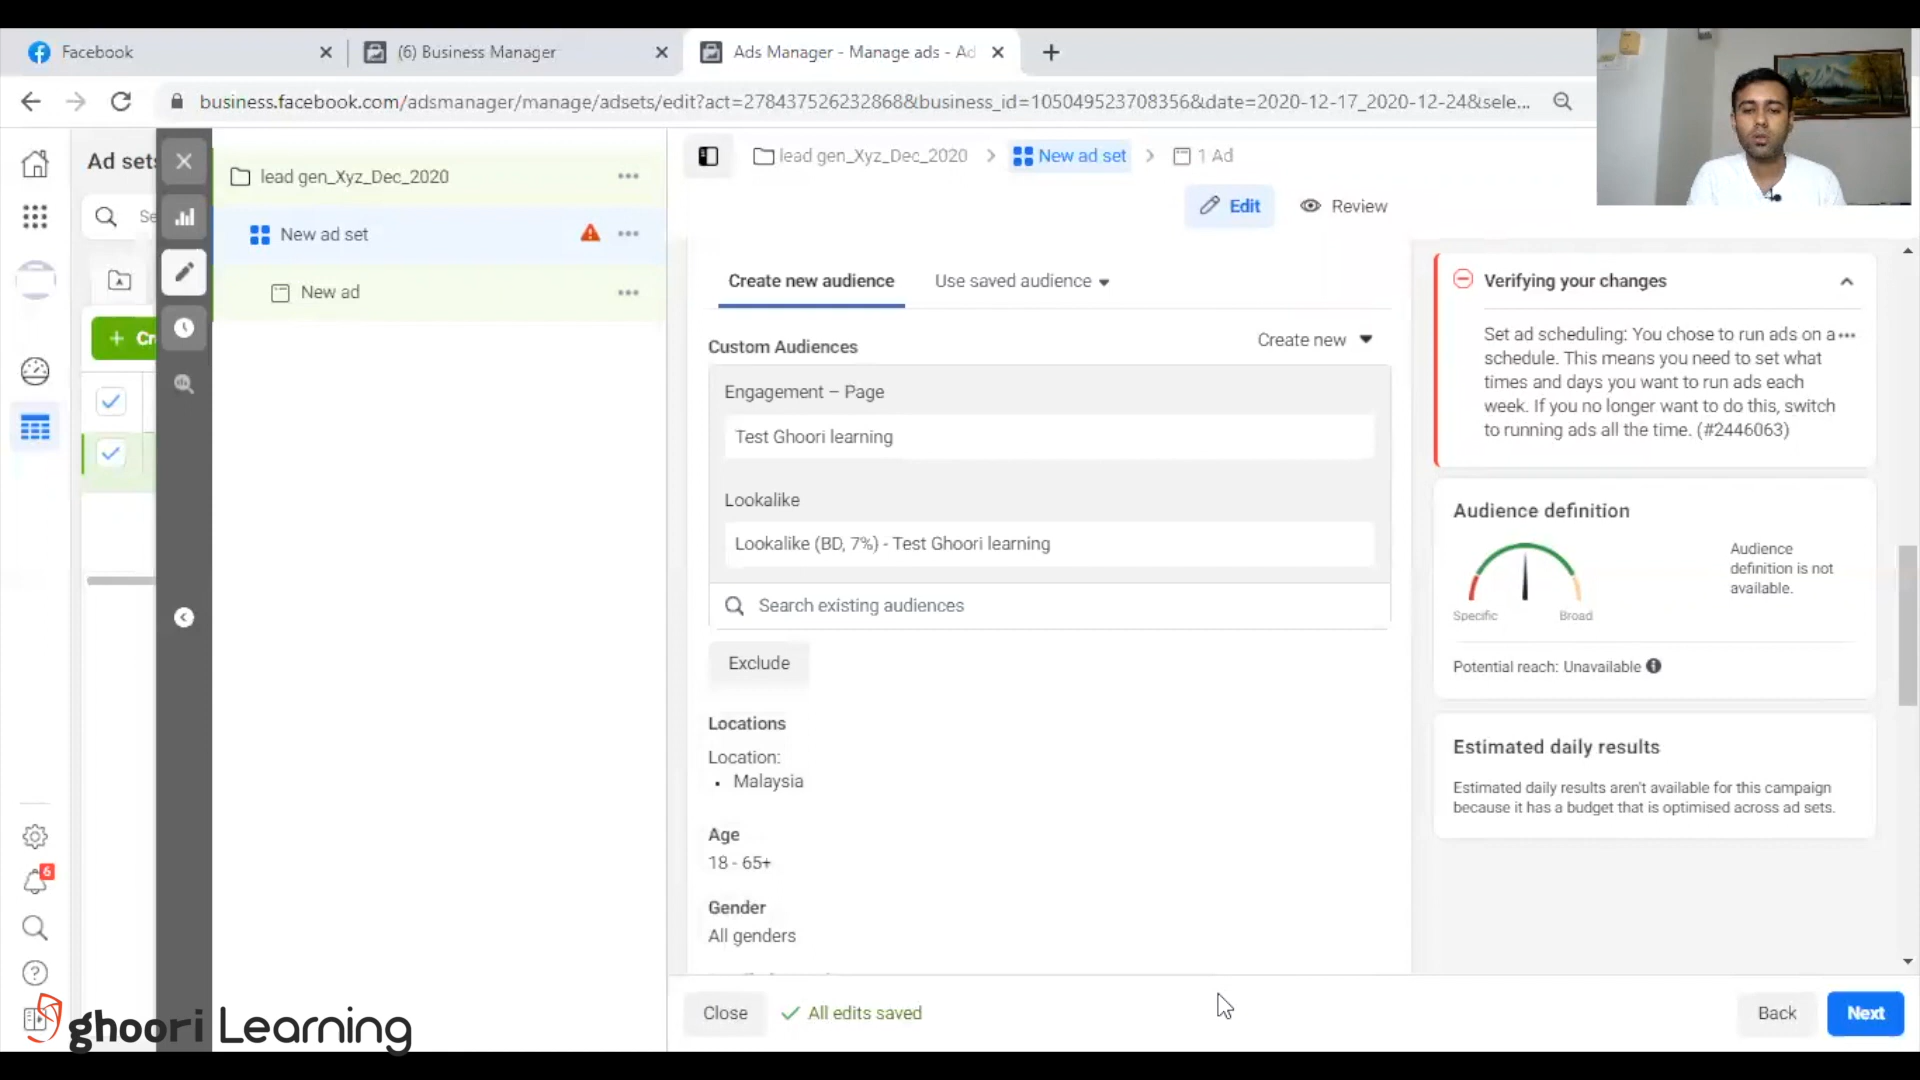 Facebook
(6) Business Manager
Ads Manager - Manage ads - Ad
business.facebook.com/adsmanager/manage/adsets/edit?act=278437526232868&business_id=105049523708356&date=2020-12-17_2020-12-24&sele...
Ad sets
Se
Cr
lead gen_Xyz_Dec_2020
New ad set
New ad
lead gen_Xyz_Dec_2020
New ad set
1 Ad
Edit
Review
Create new audience
Use saved audience
Custom Audiences
Create new
Engagement – Page
Test Ghoori learning
Lookalike
Lookalike (BD, 7%) - Test Ghoori learning
Search existing audiences
Exclude
Locations
Location:
• Malaysia
Age
18 - 65+
Gender
All genders
Verifying your changes
Set ad scheduling: You chose to run ads on a
schedule. This means you need to set what
times and days you want to run ads each
week. If you no longer want to do this, switch
to running ads all the time. (#2446063)
Audience definition
Specific
Broad
Audience
definition is not
available.
Potential reach: Unavailable
Estimated daily results
Estimated daily results aren't available for this campaign
because it has a budget that is optimised across ad sets.
6
Close
All edits saved
Back
Next
ghoori Learning